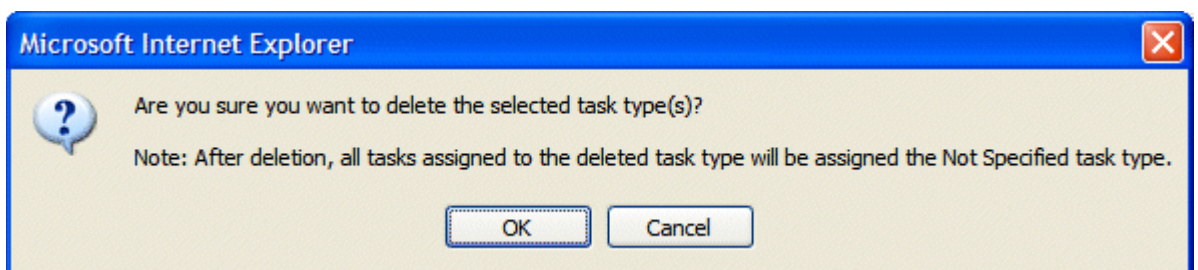 Microsoft Internet Explorer
Are you sure you want to delete the selected task type(s)?
Note: After deletion, all tasks assigned to the deleted task type will be assigned the Not Specified task type.
OK
Cancel